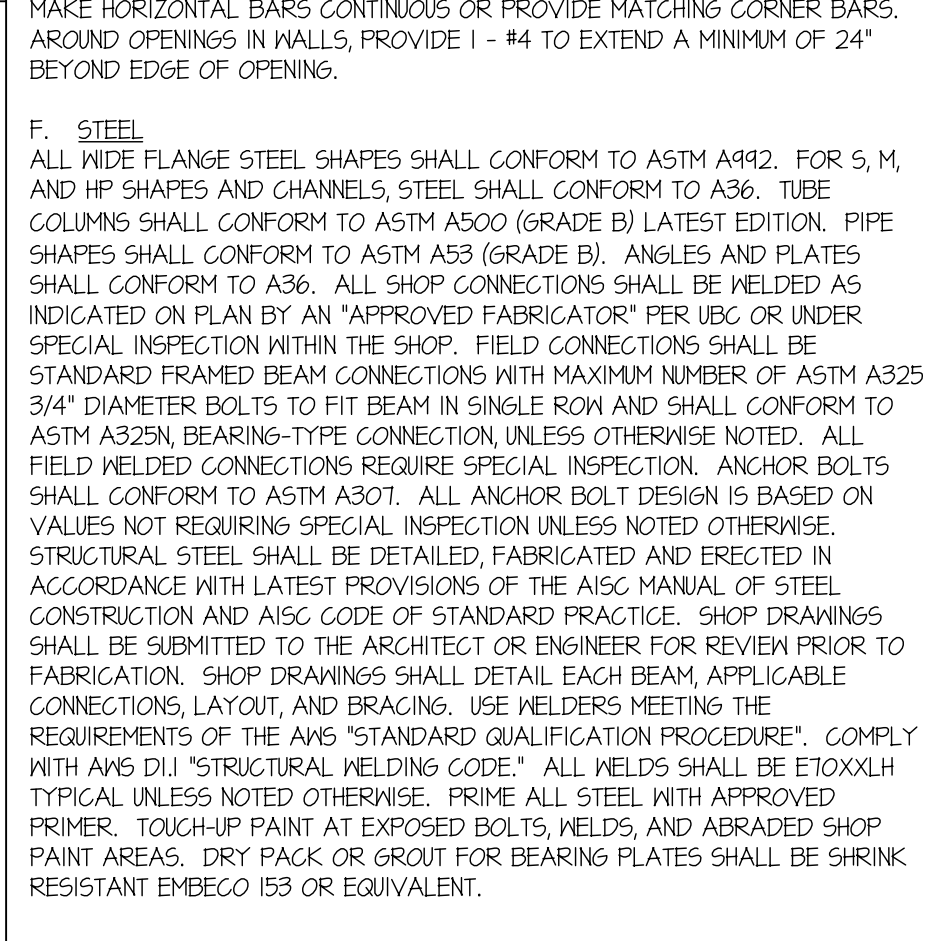 MAKE HORIZONTAL BARS CONTINUOUS OR PROVIDE MATCHING CORNER BARS.
AROUND OPENINGS IN WALLS, PROVIDE 1 - #4 TO EXTEND A MINIMUM OF 24"
BEYOND EDGE OF OPENING.
F. STEEL
ALL WIDE FLANGE STEEL SHAPES SHALL CONFORM TO ASTM A992. FOR S, M,
AND HP SHAPES AND CHANNELS, STEEL SHALL CONFORM TO A36. TUBE
COLUMNS SHALL CONFORM TO ASTM A500 (GRADE B) LATEST EDITION. PIPE
SHAPES SHALL CONFORM TO ASTM A53 (GRADE B). ANGLES AND PLATES
SHALL CONFORM TO A36. ALL SHOP CONNECTIONS SHALL BE WELDED AS
INDICATED ON PLAN BY AN "APPROVED FABRICATOR" PER UBC OR UNDER
SPECIAL INSPECTION WITHIN THE SHOP. FIELD CONNECTIONS SHALL BE
STANDARD FRAMED BEAM CONNECTIONS WITH MAXIMUM NUMBER OF ASTM A325
3/4" DIAMETER BOLTS TO FIT BEAM IN SINGLE ROW AND SHALL CONFORM TO
ASTM A325N, BEARING-TYPE CONNECTION, UNLESS OTHERWISE NOTED. ALL
FIELD WELDED CONNECTIONS REQUIRE SPECIAL INSPECTION. ANCHOR BOLTS
SHALL CONFORM TO ASTM A307. ALL ANCHOR BOLT DESIGN IS BASED ON
VALUES NOT REQUIRING SPECIAL INSPECTION UNLESS NOTED OTHERWISE.
STRUCTURAL STEEL SHALL BE DETAILED, FABRICATED AND ERECTED IN
ACCORDANCE WITH LATEST PROVISIONS OF THE AISC MANUAL OF STEEL
CONSTRUCTION AND AISC CODE OF STANDARD PRACTICE. SHOP DRAWINGS
SHALL BE SUBMITTED TO THE ARCHITECT OR ENGINEER FOR REVIEW PRIOR TO
FABRICATION. SHOP DRAWINGS SHALL DETAIL EACH BEAM, APPLICABLE
CONNECTIONS, LAYOUT, AND BRACING. USE WELDERS MEETING THE
REQUIREMENTS OF THE AWS "STANDARD QUALIFICATION PROCEDURE". COMPLY
WITH AWS D1.1 "STRUCTURAL WELDING CODE." ALL WELDS SHALL BE E70XXLH
TYPICAL UNLESS NOTED OTHERWISE. PRIME ALL STEEL WITH APPROVED
PRIMER. TOUCH-UP PAINT AT EXPOSED BOLTS, WELDS, AND ABRADED SHOP
PAINT AREAS. DRY PACK OR GROUT FOR BEARING PLATES SHALL BE SHRINK
RESISTANT EMBECO 153 OR EQUIVALENT.